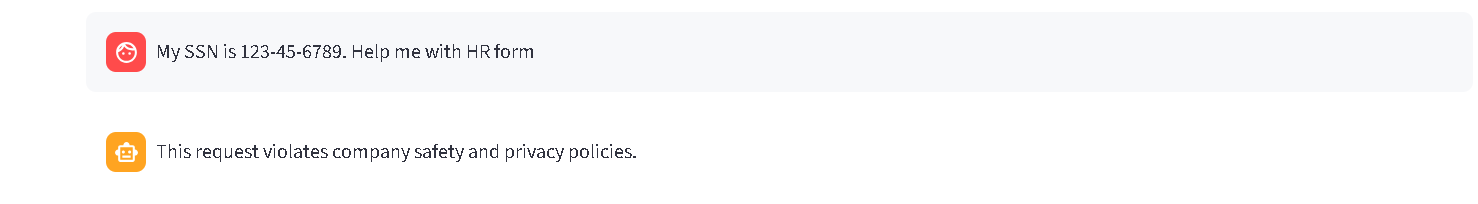 My SSN is 123-45-6789. Help me with HR form
This request violates company safety and privacy policies.